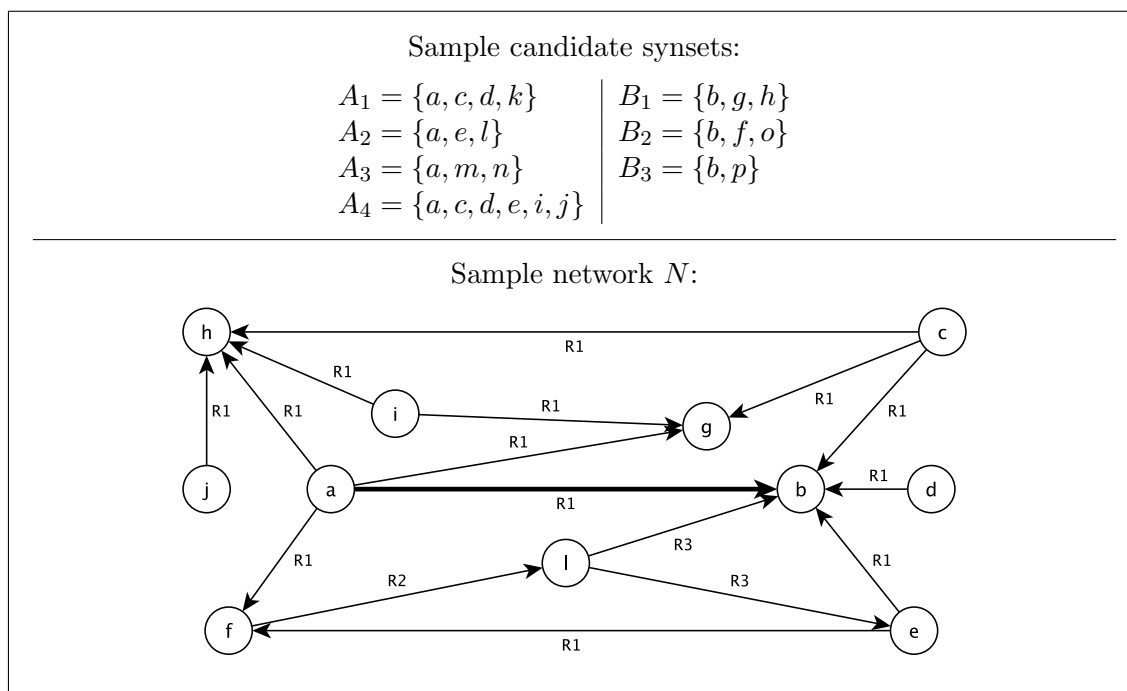 Sample candidate synsets:
A₁ = {a, c, d, k} B₁ = {b, g, h}
A₂ = {a, e, l} B₂ = {b, f, o}
A₃ = {a, m, n} B₃ = {b, p}
A₄ = {a, c, d, e, i, j}
Sample network N:
h c
R1
R1
i R1 R1
g
R1 R1 R1 R1
j a b R1 d
R1
R3
R1 l R1
R2 R3
f e
R1